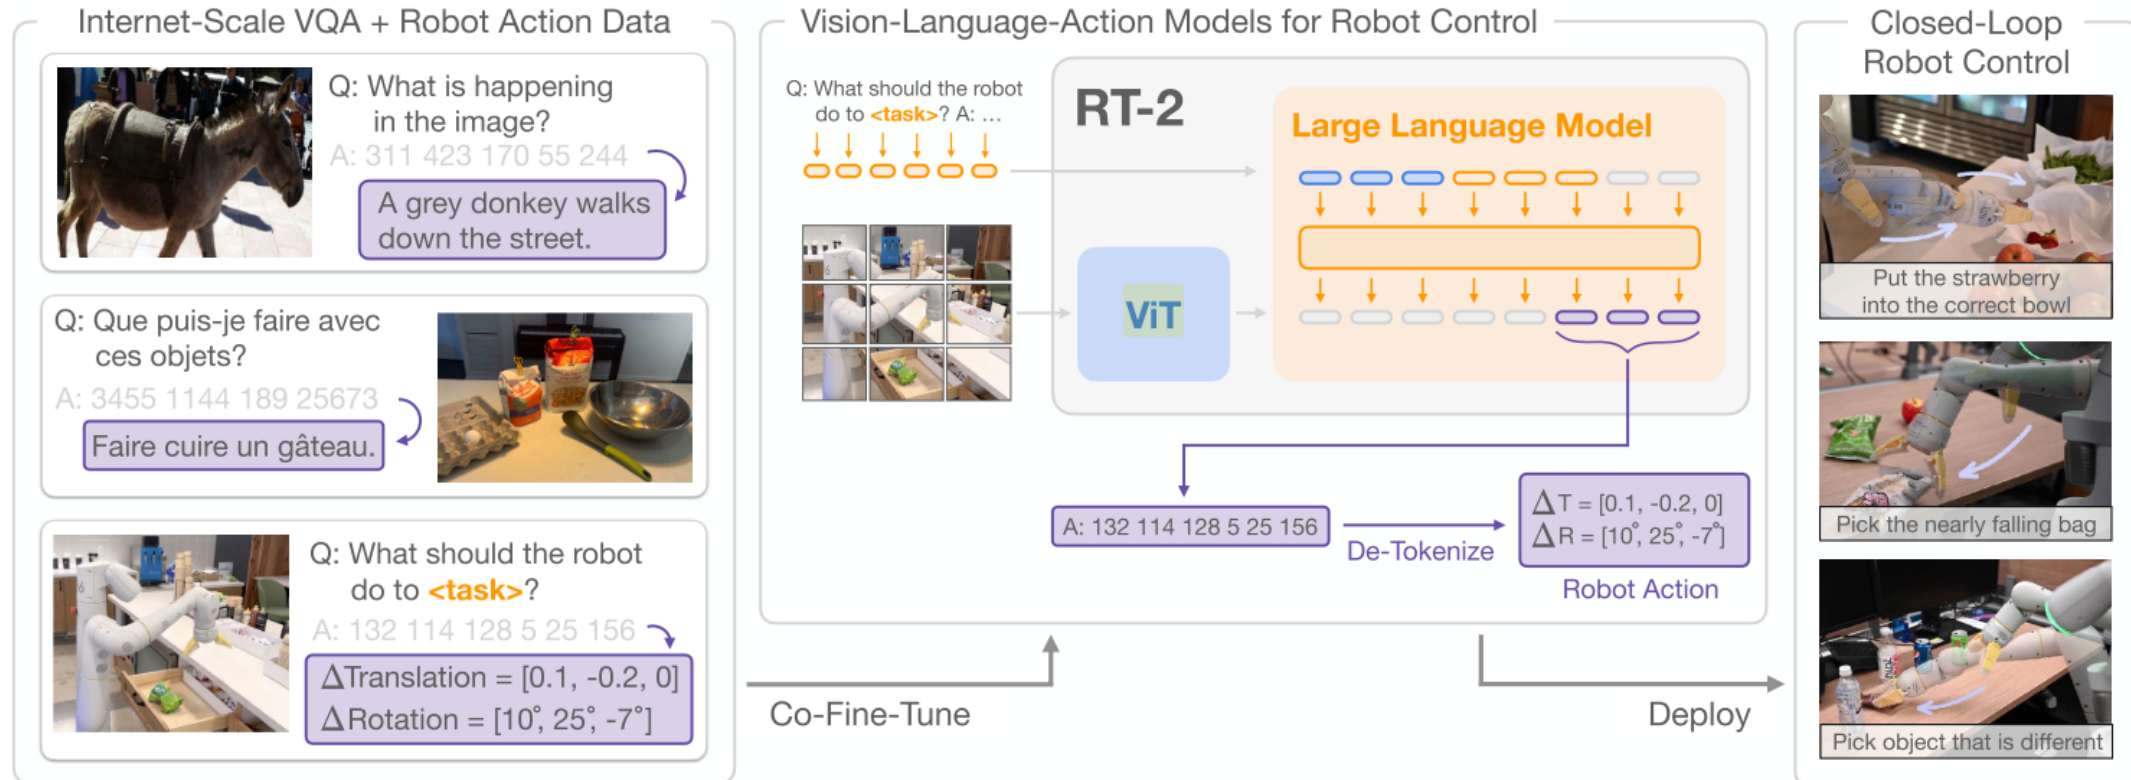 Internet-Scale VQA + Robot Action Data
Q: What is happening
in the image?
A: 311 423 170 55 244
A grey donkey walks
down the street.
Q: Que puis-je faire avec
ces objets?
A: 3455 1144 189 25673
Faire cuire un gâteau.
Q: What should the robot
do to <task>?
A: 132 114 128 5 25 156
ΔTranslation = [0.1, -0.2, 0]
ΔRotation = [10°, 25°, -7°]
Co-Fine-Tune
Vision-Language-Action Models for Robot Control
Q: What should the robot
do to <task>? A: ...
RT-2
Large Language Model
ViT
A: 132 114 128 5 25 156
De-Tokenize
ΔT = [0.1, -0.2, 0]
ΔR = [10°, 25°, -7°]
Robot Action
Deploy
Closed-Loop
Robot Control
Put the strawberry
into the correct bowl
Pick the nearly falling bag
Pick object that is different